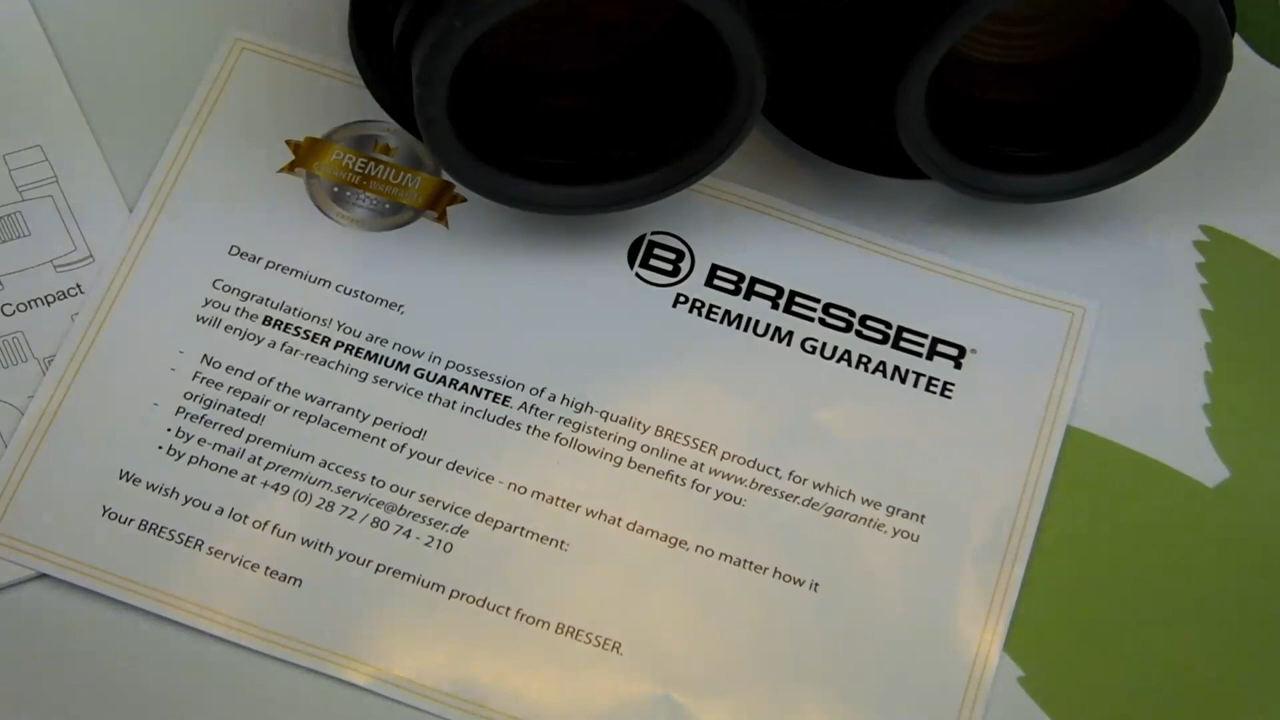 Compact
PREMIUM
GARANTIE • WARRANTY
B BRESSER®
PREMIUM GUARANTEE
Dear premium customer,
Congratulations! You are now in possession of a high-quality BRESSER product, for which we grant
you the BRESSER PREMIUM GUARANTEE. After registering online at www.bresser.de/garantie, you
will enjoy a far-reaching service that includes the following benefits for you:
- No end of the warranty period!
- Free repair or replacement of your device - no matter what damage, no matter how it
originated!
- Preferred premium access to our service department:
• by e-mail at premium.service@bresser.de
• by phone at +49 (0) 28 72 / 80 74 - 210
We wish you a lot of fun with your premium product from BRESSER.
Your BRESSER service team